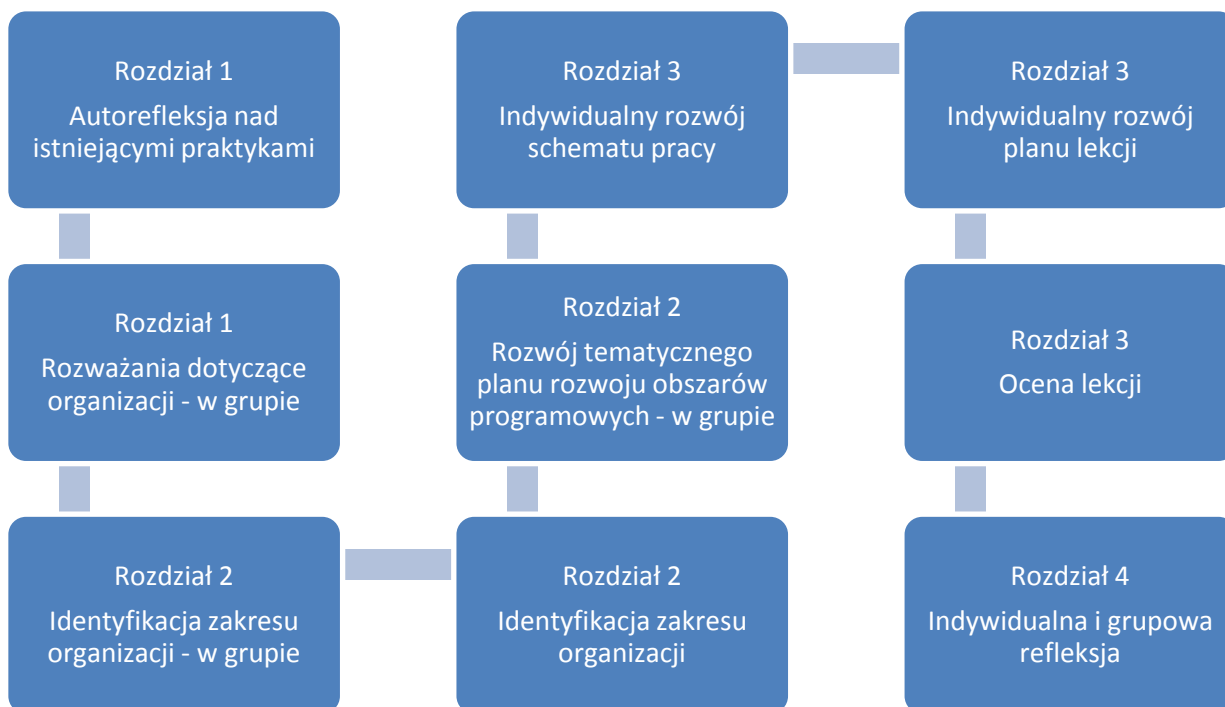 Rozdział 1
Autorefleksja nad
istniejącymi praktykami
Rozdział 1
Rozważania dotyczące
organizacji - w grupie
Rozdział 2
Identyfikacja zakresu
organizacji - w grupie
Rozdział 2
Identyfikacja zakresu
organizacji
Rozdział 2
Rozwój tematycznego
planu rozwoju obszarów
programowych - w grupie
Rozdział 3
Indywidualny rozwój
schematu pracy
Rozdział 3
Indywidualny rozwój
planu lekcji
Rozdział 3
Ocena lekcji
Rozdział 4
Indywidualna i grupowa
refleksja